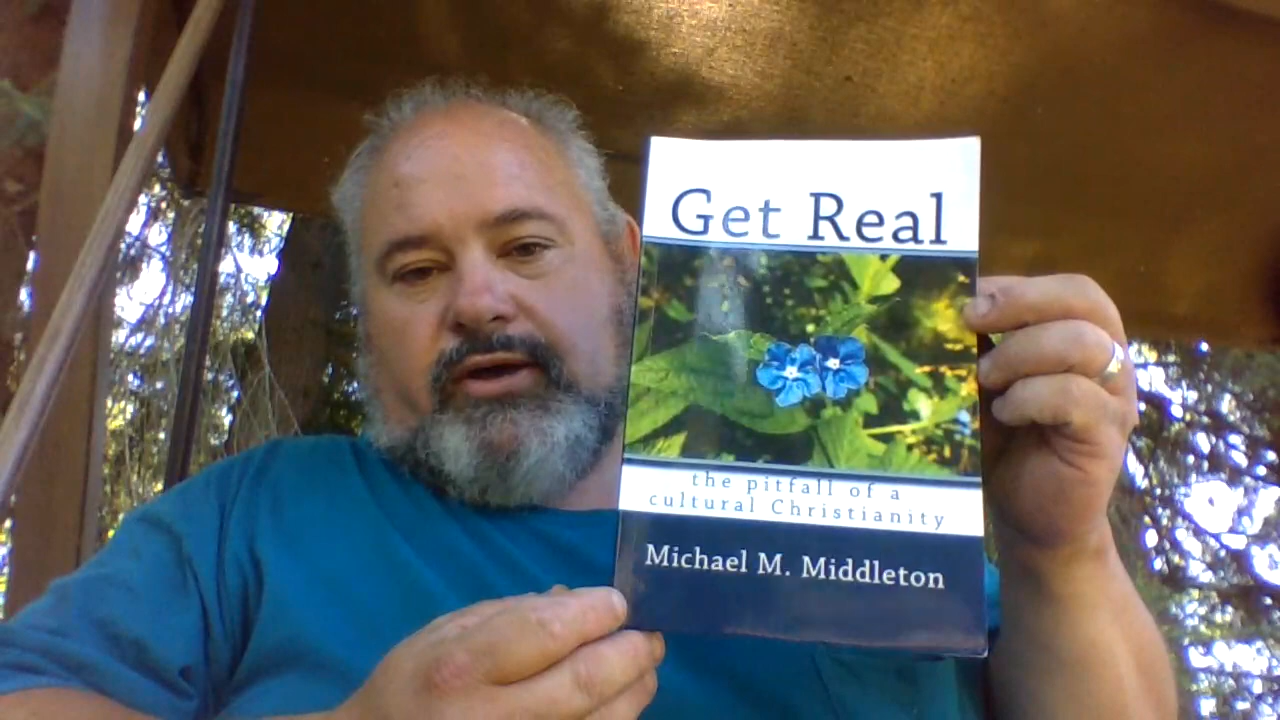 Get Real
the pitfall of a
cultural Christianity
Michael M. Middleton